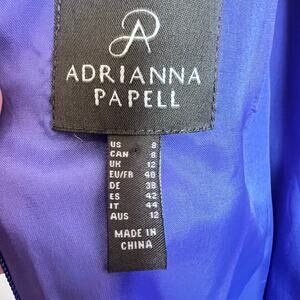 ADRIANNA
PAPELL
US 8
CAN 8
UK 12
EU/FR 40
DE 38
ES 42
IT 44
AUS 12
MADE IN
CHINA